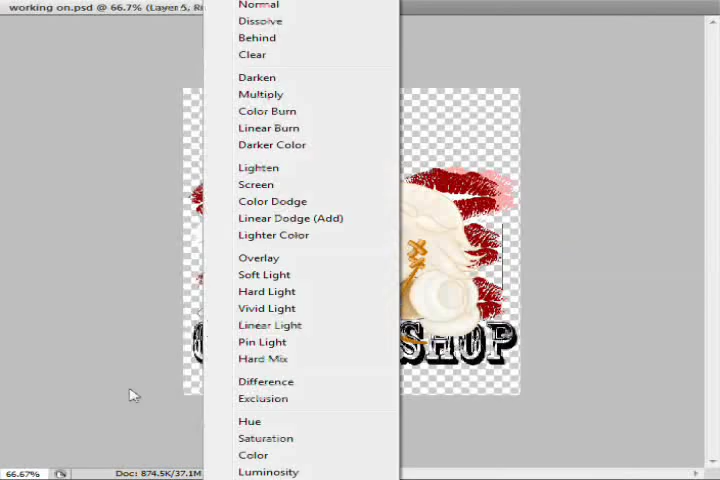 working on.psd @ 66.7% (Layer 5, R
Normal
Dissolve
Behind
Clear
Darken
Multiply
Color Burn
Linear Burn
Darker Color
Lighten
Screen
Color Dodge
Linear Dodge (Add)
Lighter Color
Overlay
Soft Light
Hard Light
Vivid Light
Linear Light
Pin Light
Hard Mix
SHOP
Difference
Exclusion
Hue
Saturation
Color
Luminosity
66.67%
Doc: 874.5K/37.1M